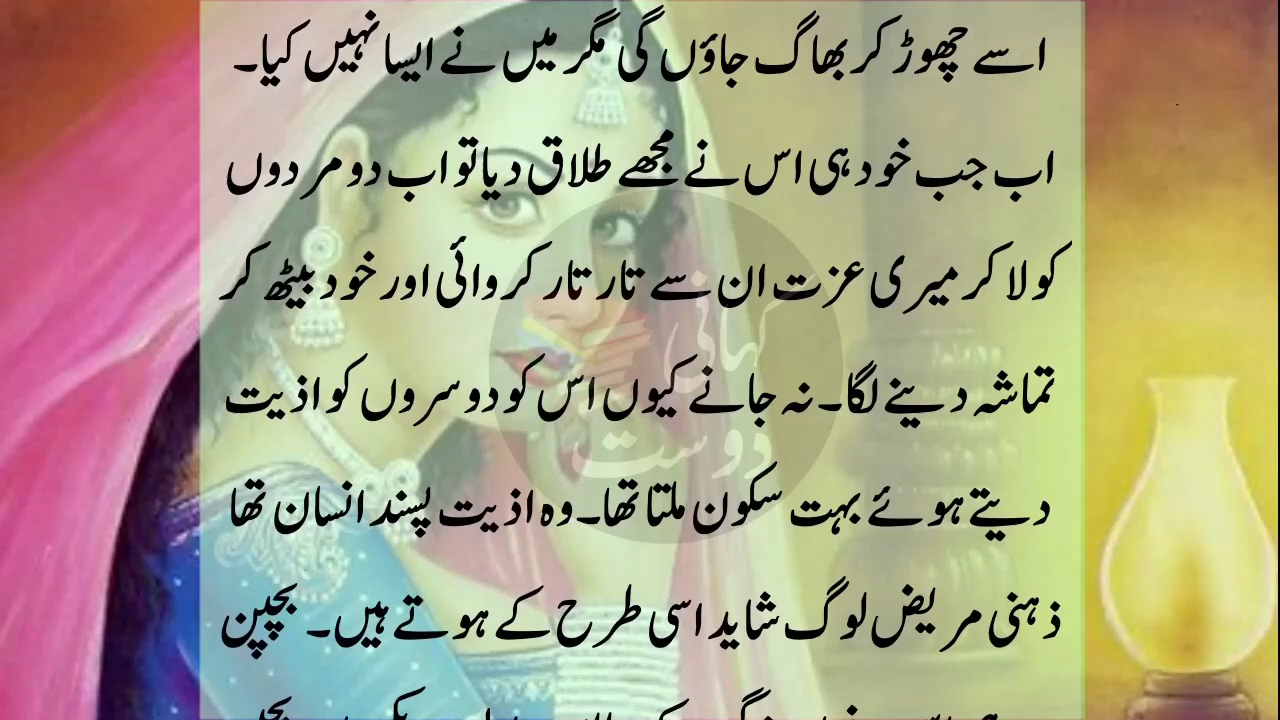 اسے چھوڑ کر بھاگ جاؤں گی مگر میں نے ایسا نہیں کیا۔
اب جب خود ہی اس نے مجھے طلاق دیا تو اب دو مردوں
کو لا کر میری عزت ان سے تار تار کروائی اور خود بیٹھ کر
تماشہ دینے لگا۔ نہ جانے کیوں اس کو دوسروں کو اذیت
دیتے ہوئے بہت سکون ملتا تھا۔ وہ اذیت پسند انسان تھا
ذہنی مریض لوگ شاید اسی طرح کے ہوتے ہیں۔ بچپن
کہانی
دوست